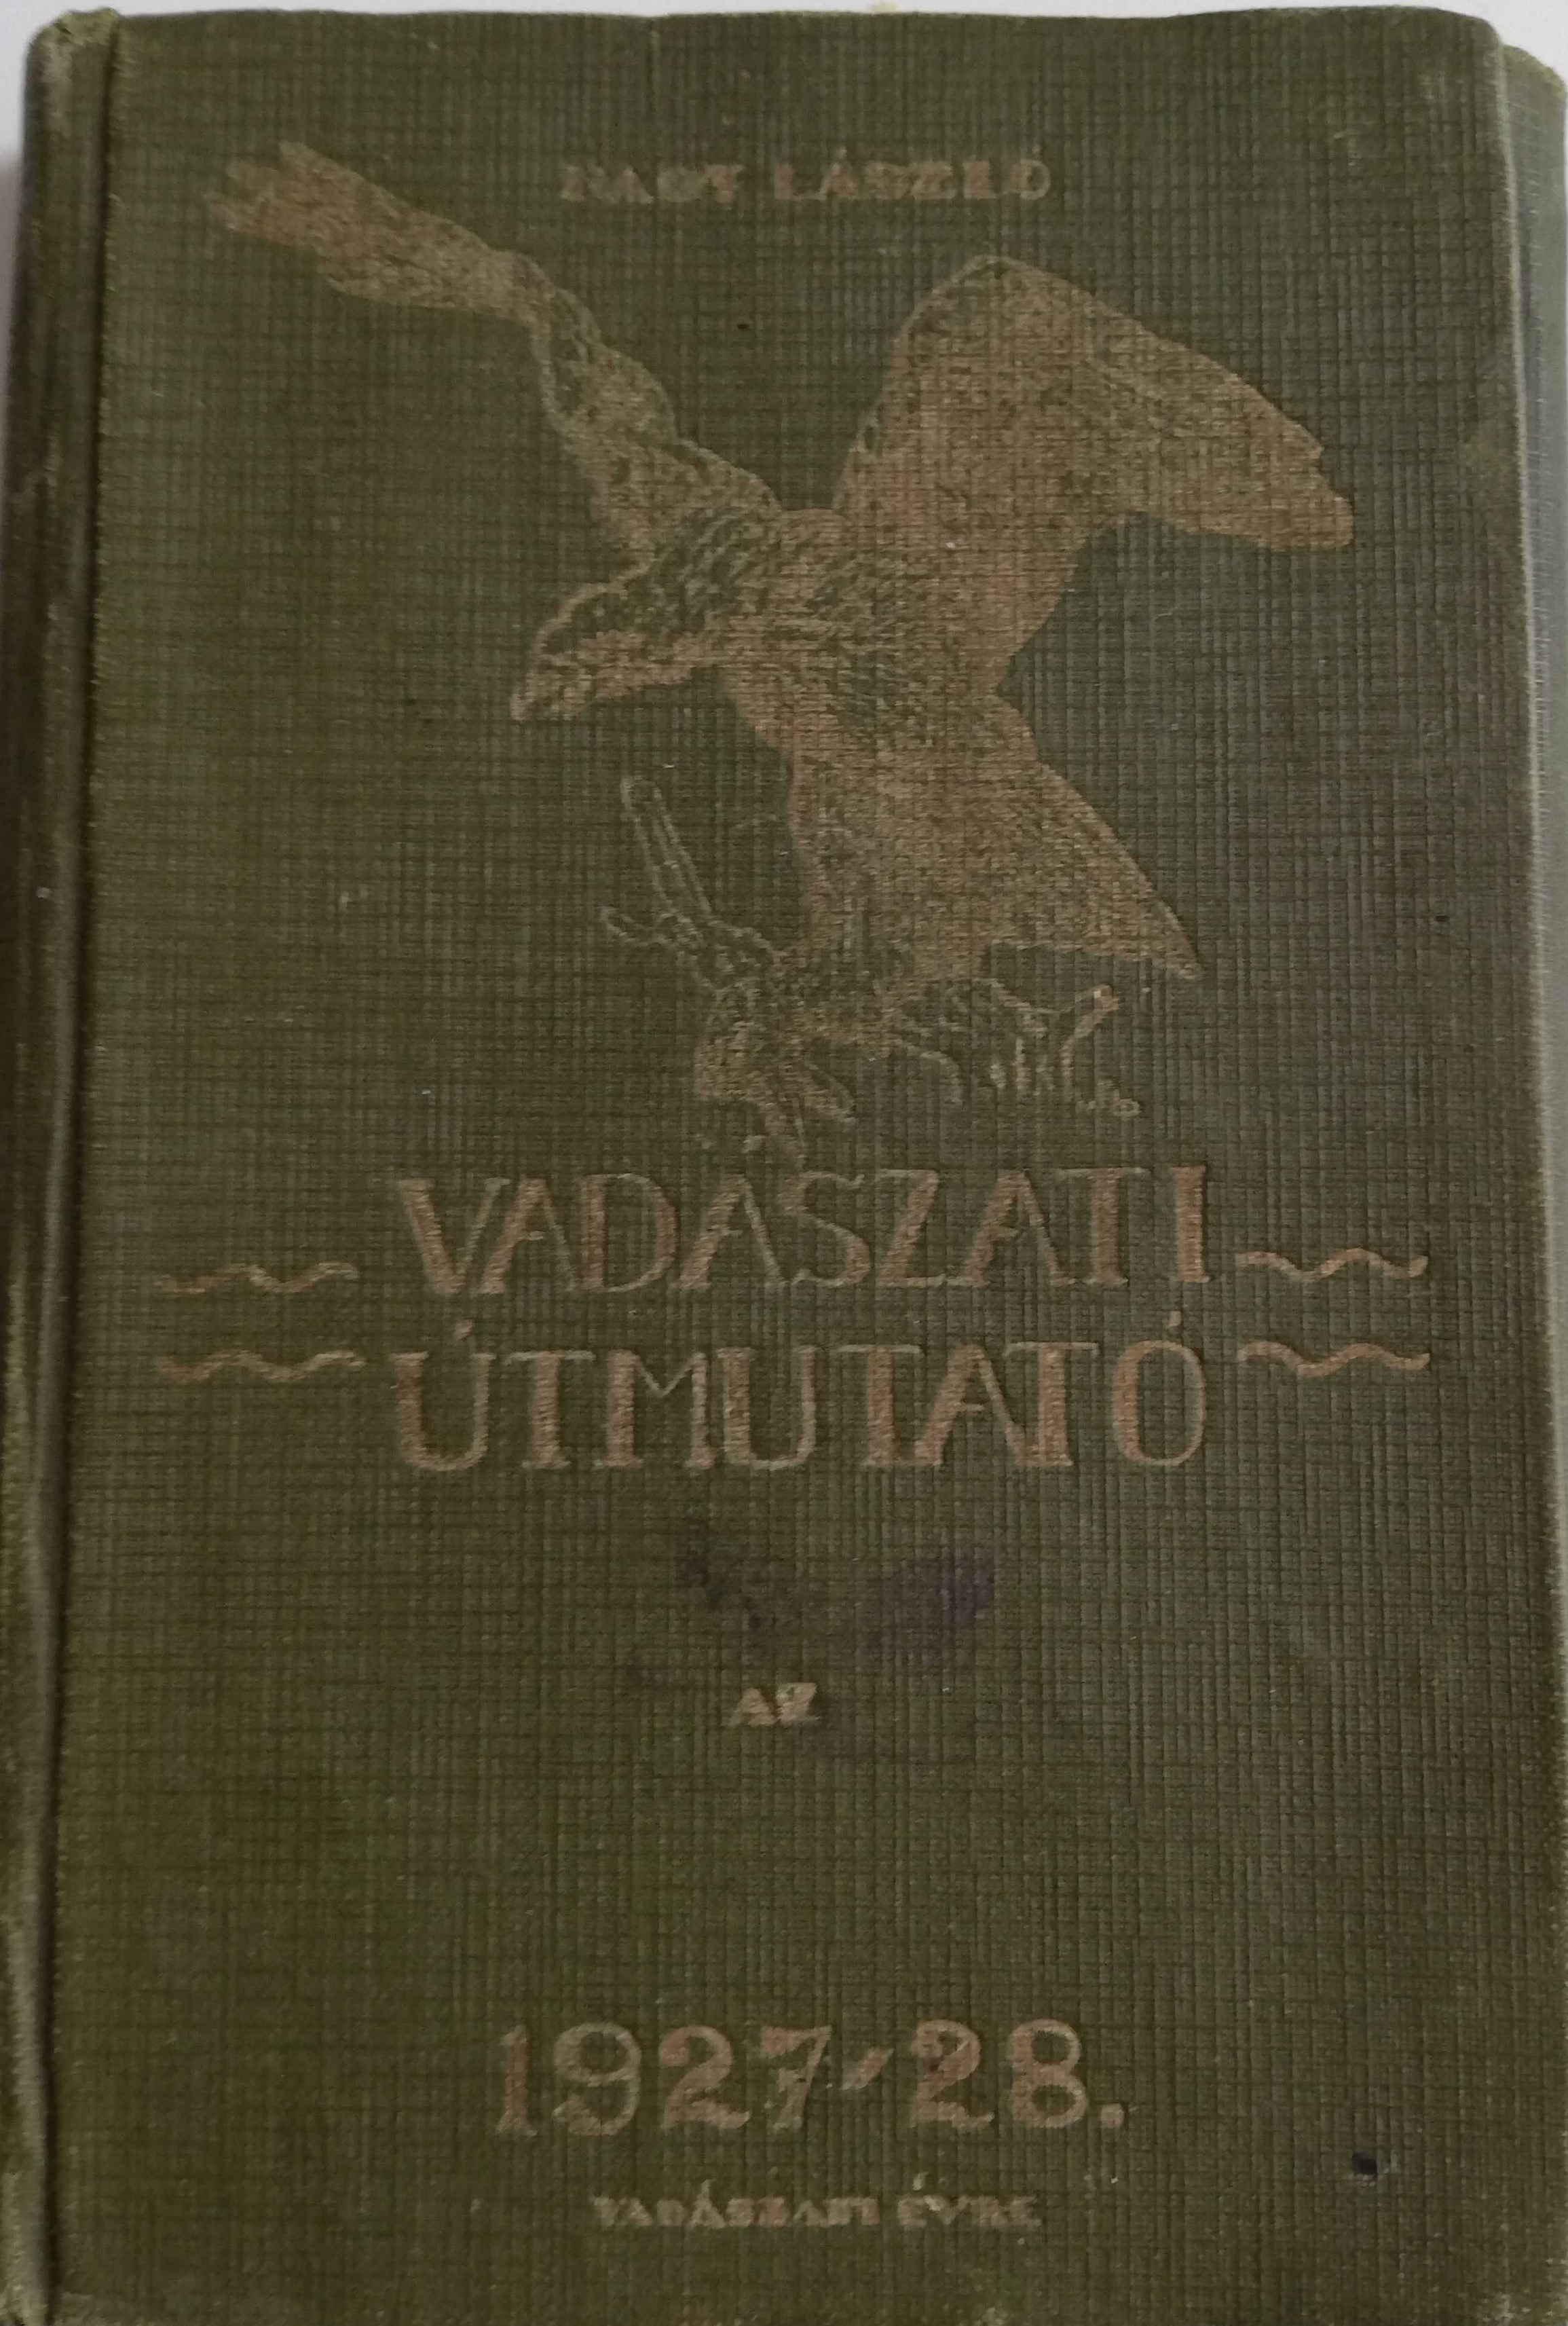 NAGY LÁSZLÓ
VADÁSZATI
ÚTMUTATÓ
AZ
1927-28.
VADÁSZATI ÉVRE